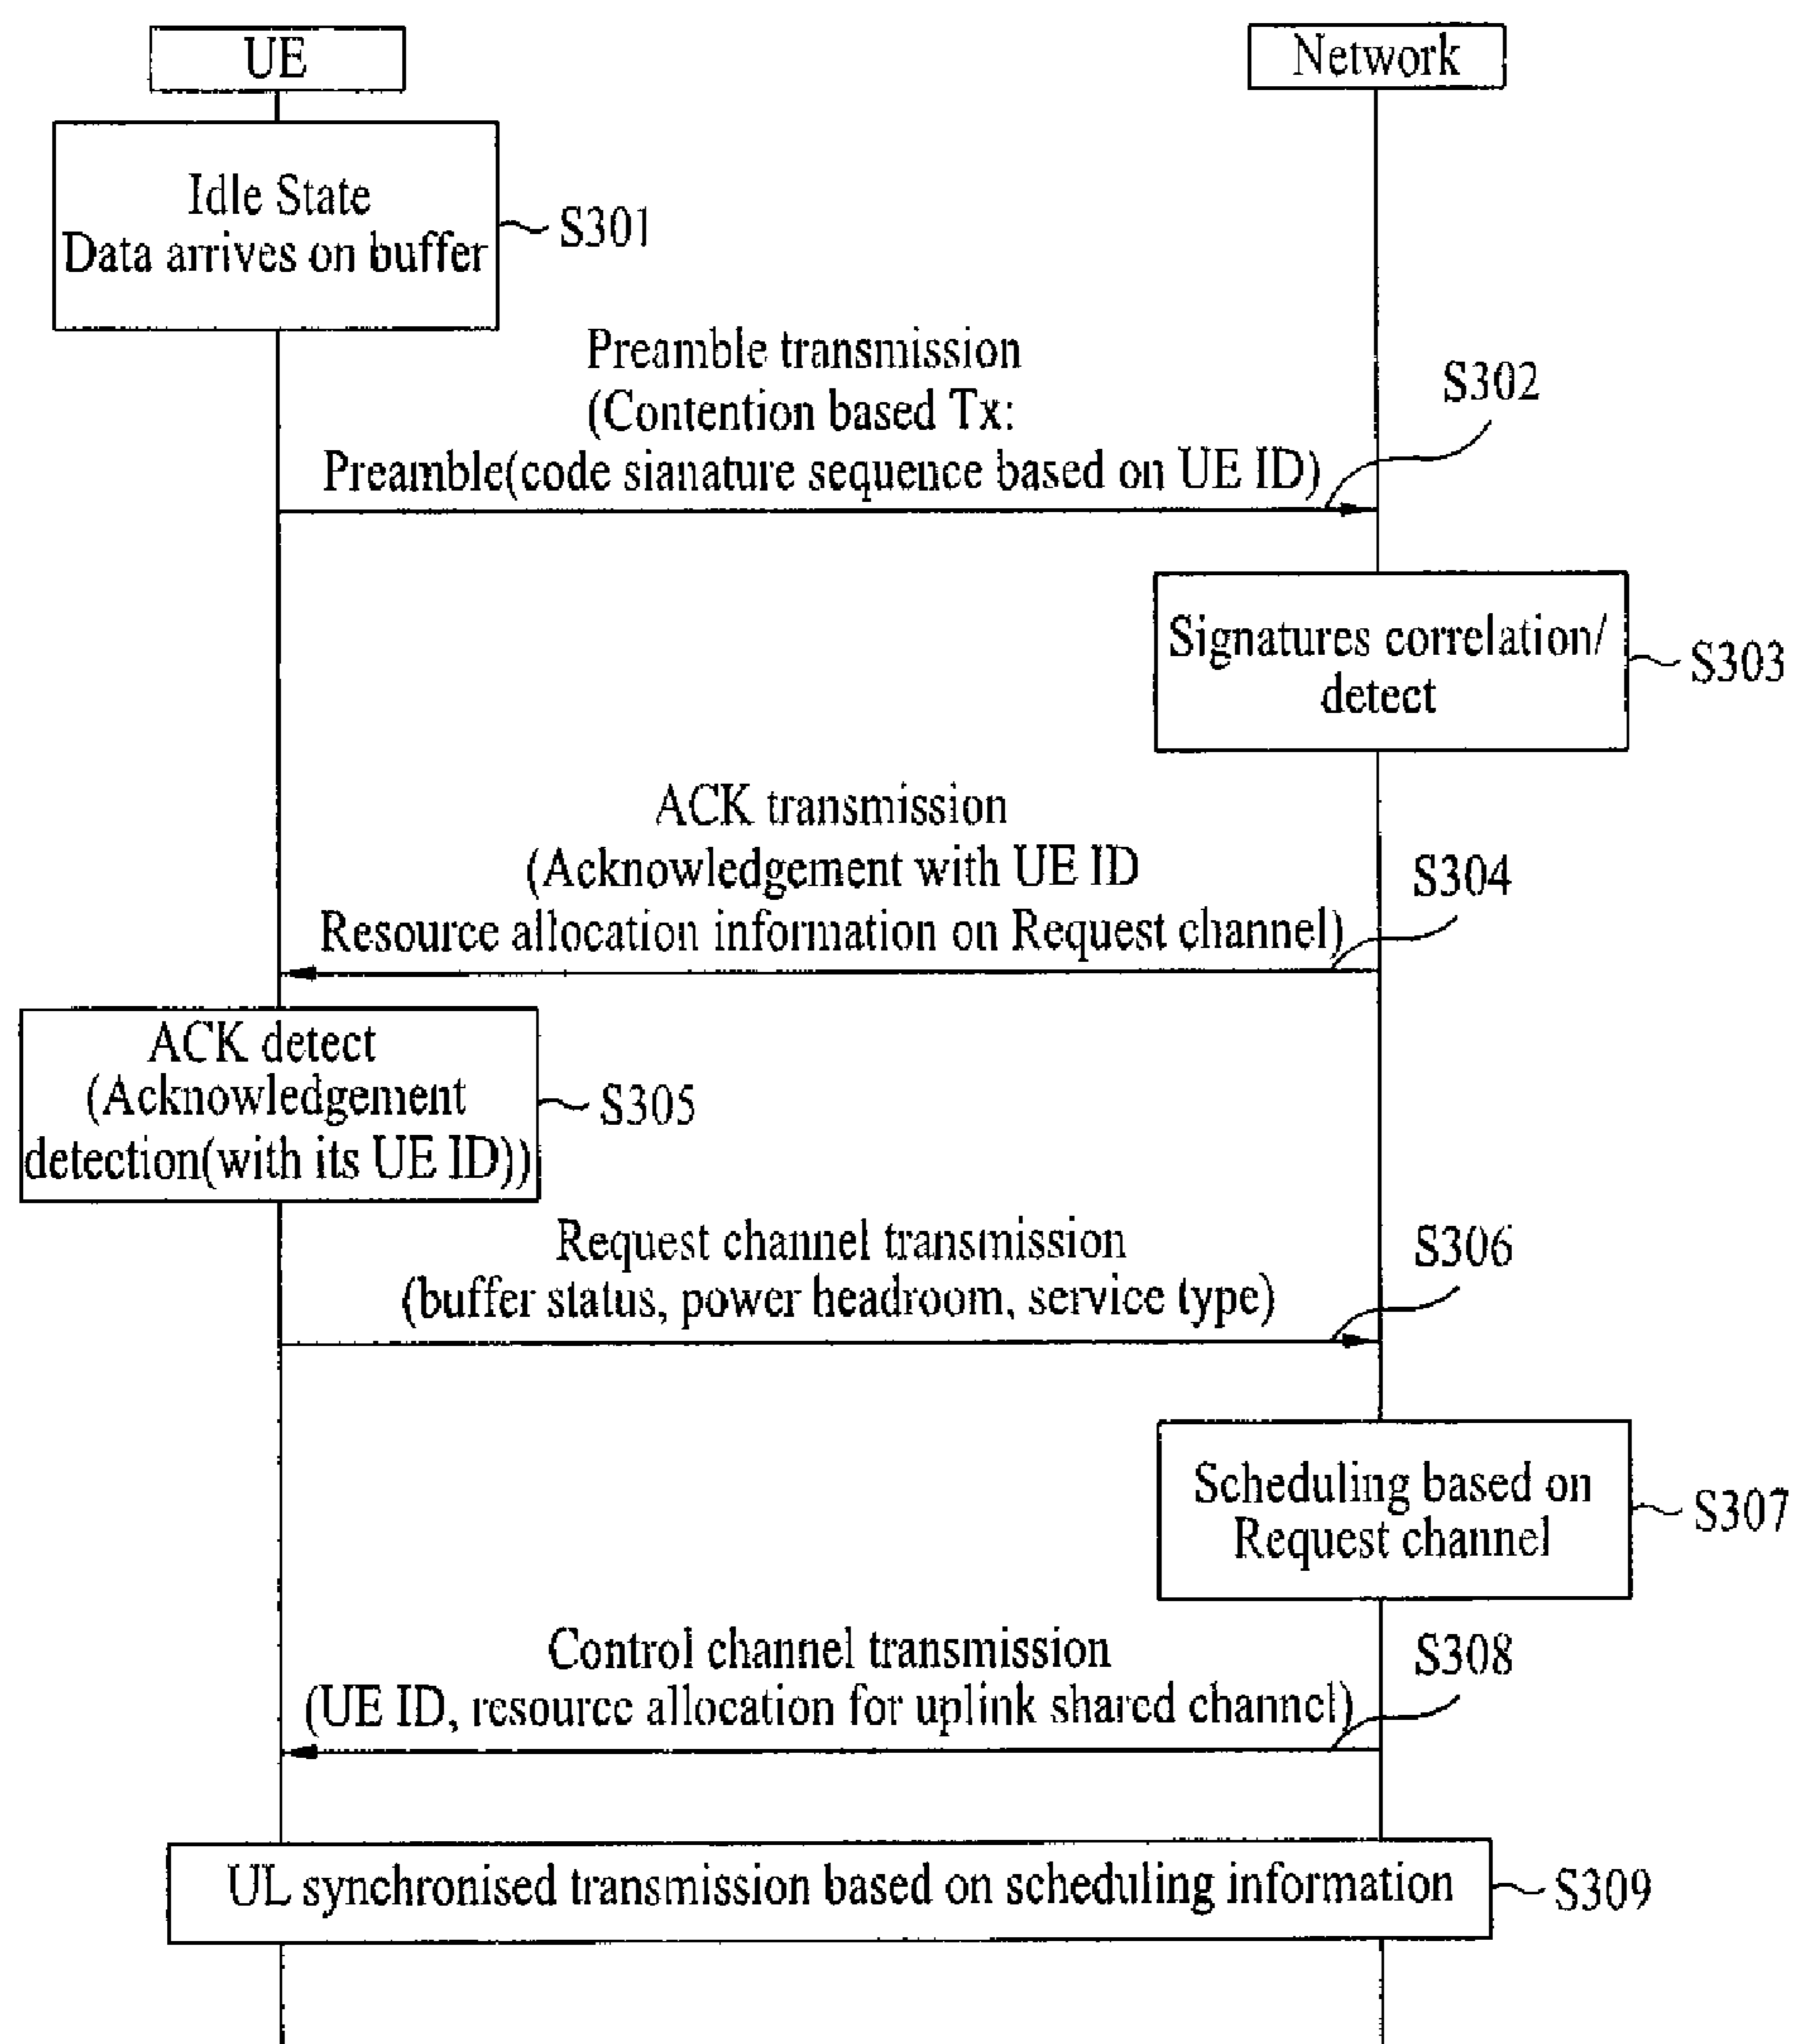 UE
Network
Idle State
Data arrives on buffer
S301
Preamble transmission
(Contention based Tx:
Preamble(code sianature sequence based on UE ID)
S302
Signatures correlation/
detect
S303
ACK transmission
(Acknowledgement with UE ID
Resource allocation information on Request channel)
S304
ACK detect
(Acknowledgement
detection(with its UE ID))
S305
Request channel transmission
(buffer status, power headroom, service type)
S306
Scheduling based on
Request channel
S307
Control channel transmission
(UE ID, resource allocation for uplink shared channel)
S308
UL synchronised transmission based on scheduling information
S309